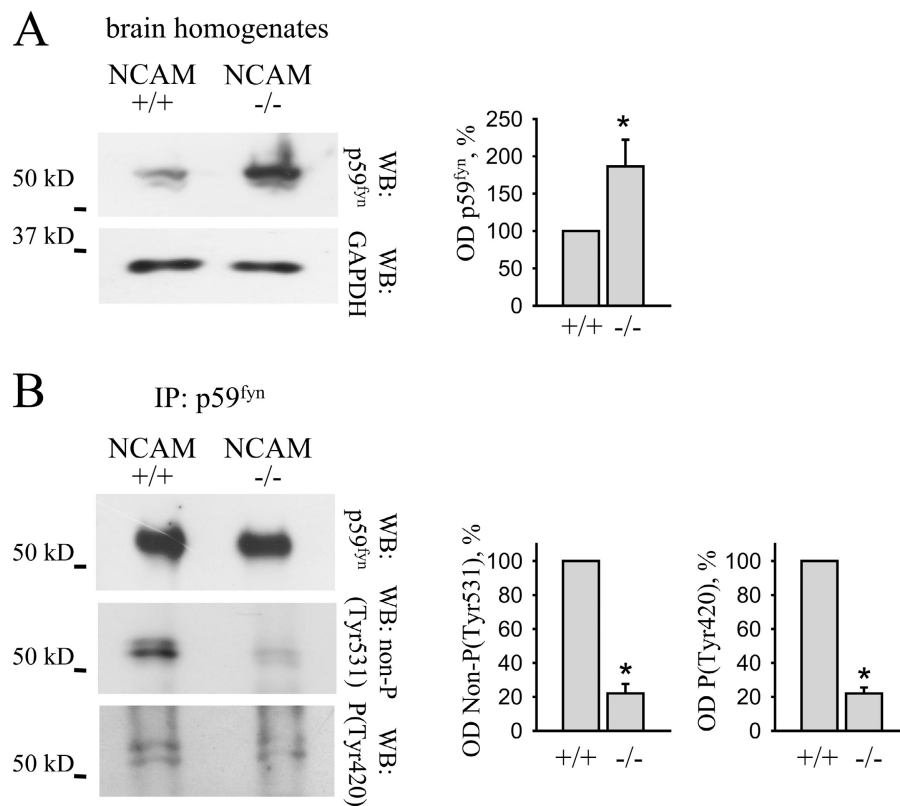 A
brain homogenates
NCAM NCAM
+/+ -/-
50 kD
37 kD
WB:
p59fyn
WB:
GAPDH
OD p59fyn, %
250
200
150
100
50
0
*
+/+ -/-
B
IP: p59fyn
NCAM NCAM
+/+ -/-
50 kD
WB:
p59fyn
50 kD
WB: non-P
(Tyr531)
50 kD
WB:
P(Tyr420)
OD Non-P(Tyr531), %
100
80
60
40
20
0
*
+/+ -/-
OD P(Tyr420), %
100
80
60
40
20
0
*
+/+ -/-